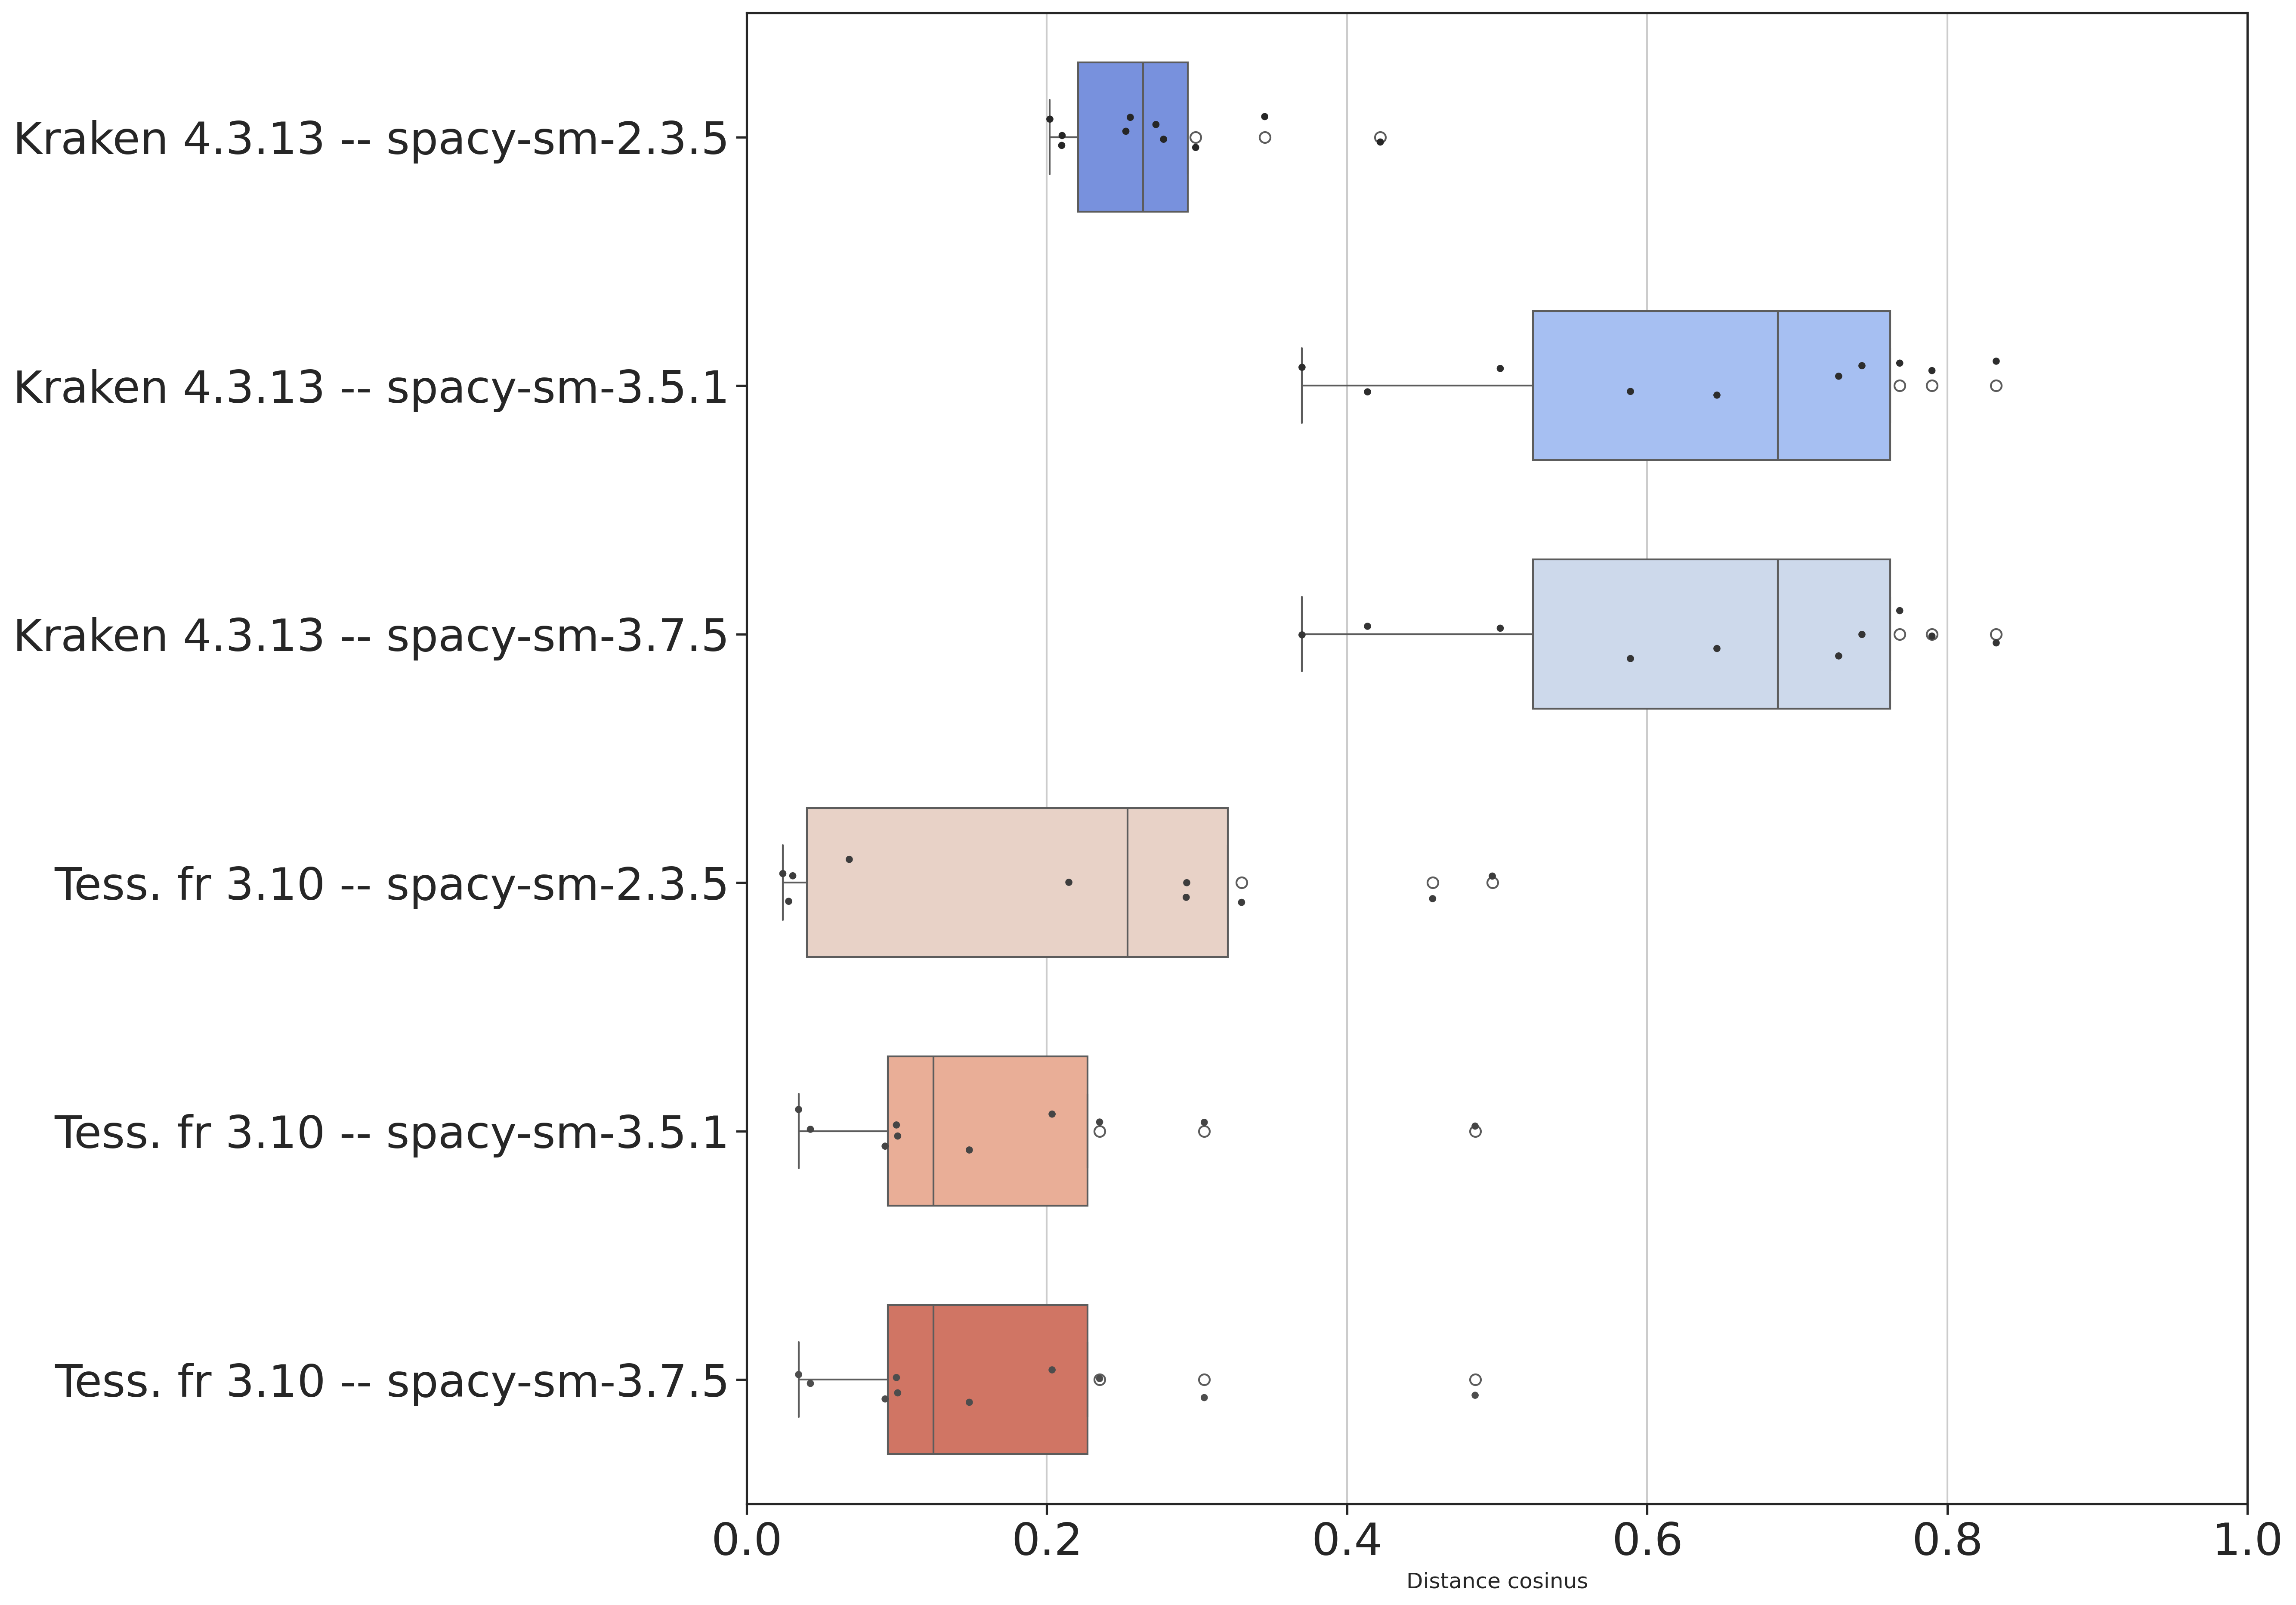 Kraken 4.3.13 -- spacy-sm-2.3.5
Kraken 4.3.13 -- spacy-sm-3.5.1
Kraken 4.3.13 -- spacy-sm-3.7.5
Tess. fr 3.10 -- spacy-sm-2.3.5
Tess. fr 3.10 -- spacy-sm-3.5.1
Tess. fr 3.10 -- spacy-sm-3.7.5
0.0 0.2 0.4 0.6 0.8 1.0
Distance cosinus